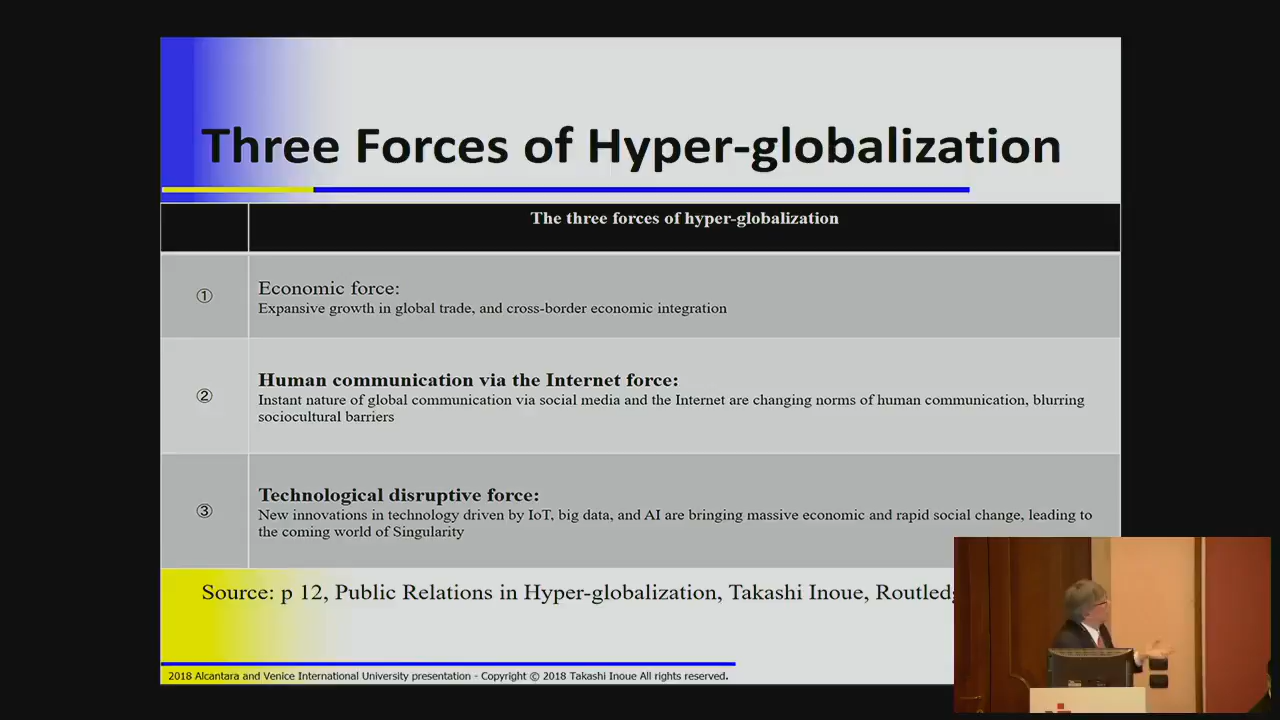 Three Forces of Hyper-globalization
The three forces of hyper-globalization
①
Economic force:
Expansive growth in global trade, and cross-border economic integration
②
Human communication via the Internet force:
Instant nature of global communication via social media and the Internet are changing norms of human communication, blurring
sociocultural barriers
③
Technological disruptive force:
New innovations in technology driven by IoT, big data, and AI are bringing massive economic and rapid social change, leading to
the coming world of Singularity
Source: p 12, Public Relations in Hyper-globalization, Takashi Inoue,
2018 Alcantara and Venice International University presentation - Copyright © 2018 Takashi Inoue All rights reserved.